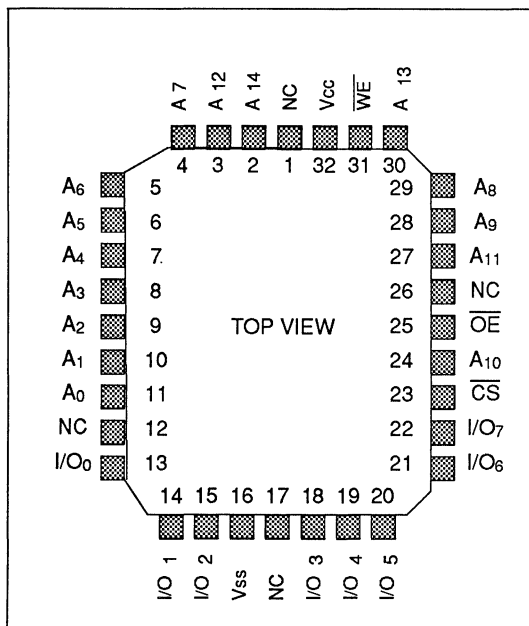 A 7 A 12 A 14 NC Vcc W̅E̅ A 13
4 3 2 1 32 31 30
A6 5 29 A8
A5 6 28 A9
A4 7 27 A11
A3 8 26 NC
A2 9 TOP VIEW 25 O̅E̅
A1 10 24 A10
A0 11 23 C̅S̅
NC 12 22 I/O7
I/O0 13 21 I/O6
14 15 16 17 18 19 20
I/O 1 I/O 2 Vss NC I/O 3 I/O 4 I/O 5